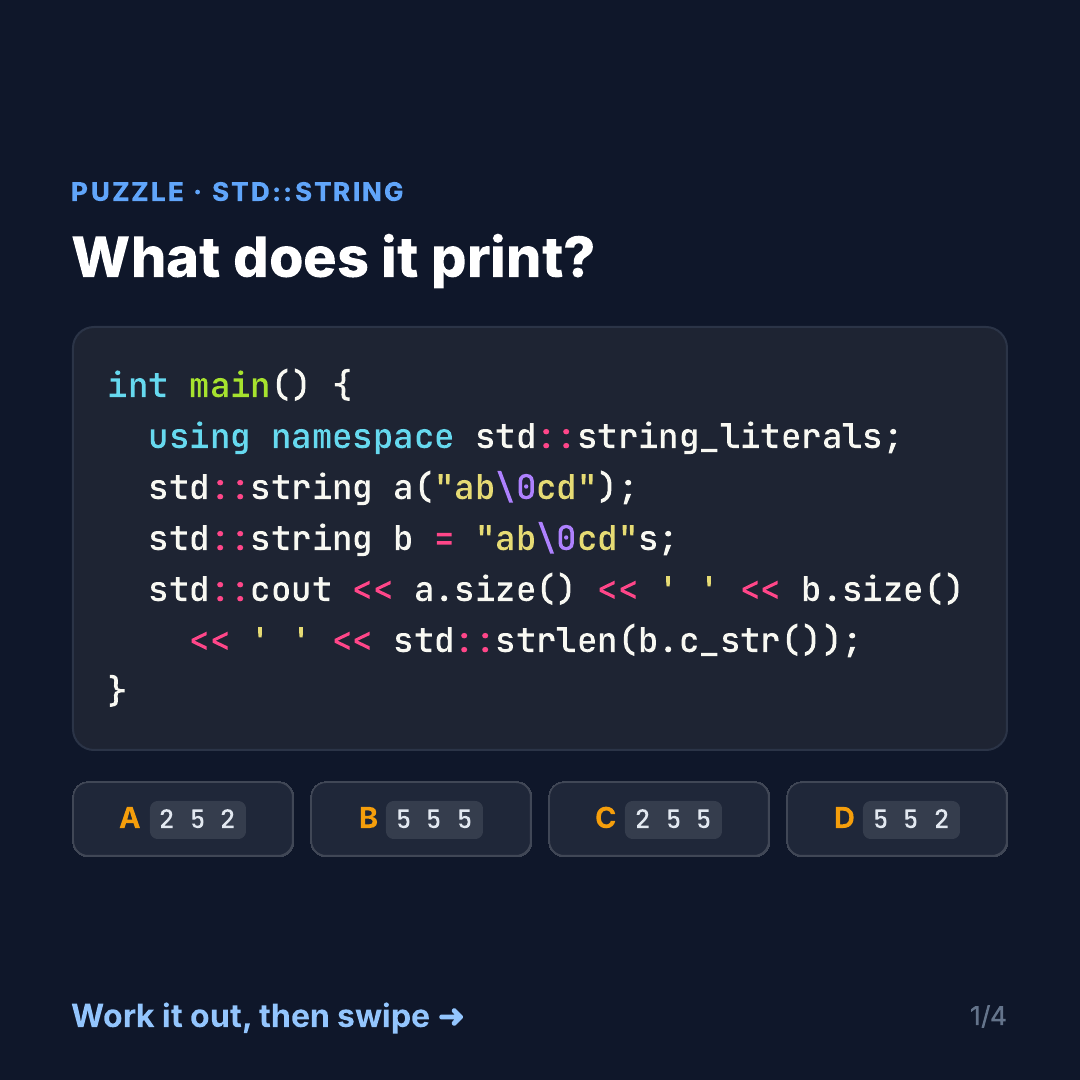 PUZZLE · STD::STRING
What does it print?
int main() {
  using namespace std::string_literals;
  std::string a("ab\0cd");
  std::string b = "ab\0cd"s;
  std::cout << a.size() << ' ' << b.size()
    << ' ' << std::strlen(b.c_str());
}
A 2 5 2
B 5 5 5
C 2 5 5
D 5 5 2
Work it out, then swipe ➜
1/4